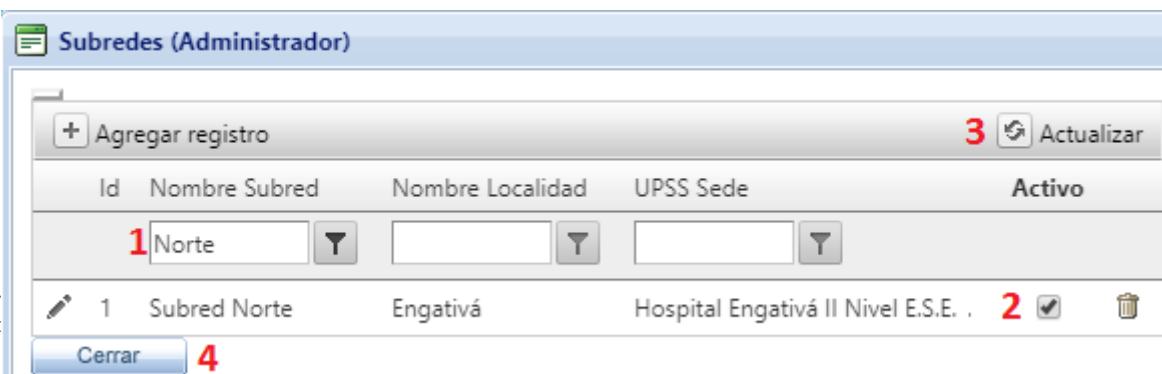 Subredes (Administrador)
+ Agregar registro 3 Actualizar
Id Nombre Subred Nombre Localidad UPSS Sede Activo
1 Norte
1 Subred Norte Engativá Hospital Engativá II Nivel E.S.E. . 2
Cerrar 4